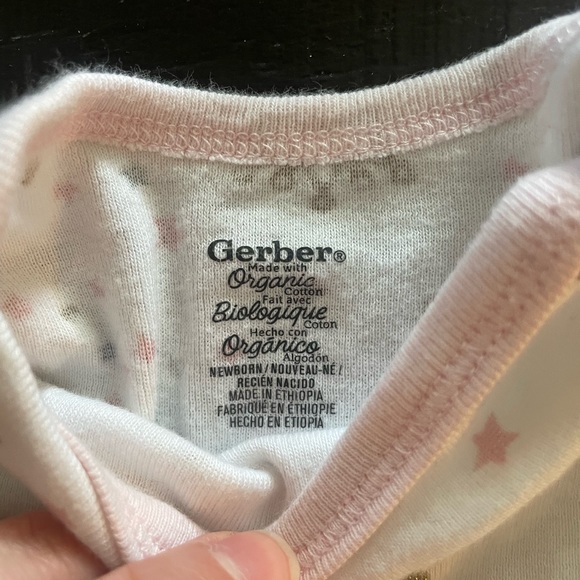 Gerber®
Made with
Organic
Cotton
Fait avec
Biologique
Coton
Hecho con
Orgánico
Algodón
NEWBORN / NOUVEAU-NÉ /
RECIÉN NACIDO
MADE IN ETHIOPIA
FABRIQUÉ EN ÉTHIOPIE
HECHO EN ETIOPÍA